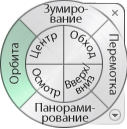 Зумиро-
вание
Центр
Обход
Орбита
Перемотка
Осмотр
Вверх/
вниз
Панорами-
рование